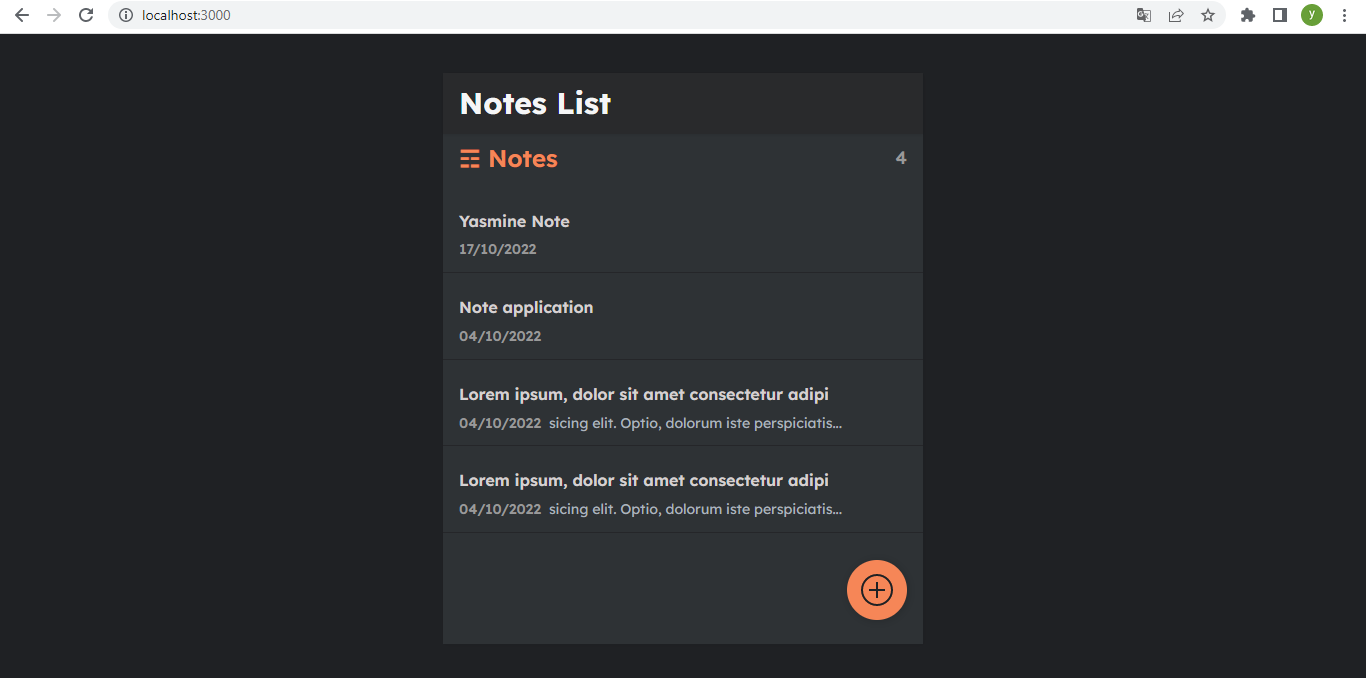 localhost:3000
y
Notes List
☶ Notes
4
Yasmine Note
17/10/2022
Note application
04/10/2022
Lorem ipsum, dolor sit amet consectetur adipi
04/10/2022 sicing elit. Optio, dolorum iste perspiciatis...
Lorem ipsum, dolor sit amet consectetur adipi
04/10/2022 sicing elit. Optio, dolorum iste perspiciatis...